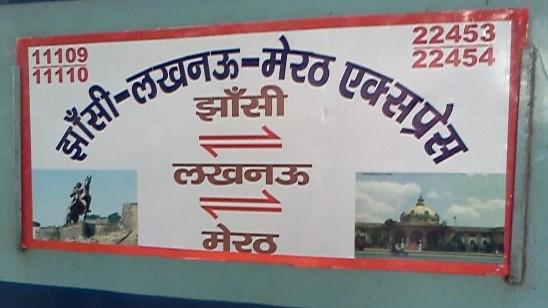 11109
11110
22453
22454
झाँसी-लखनऊ-मेरठ एक्सप्रेस
झाँसी
लखनऊ
मेरठ